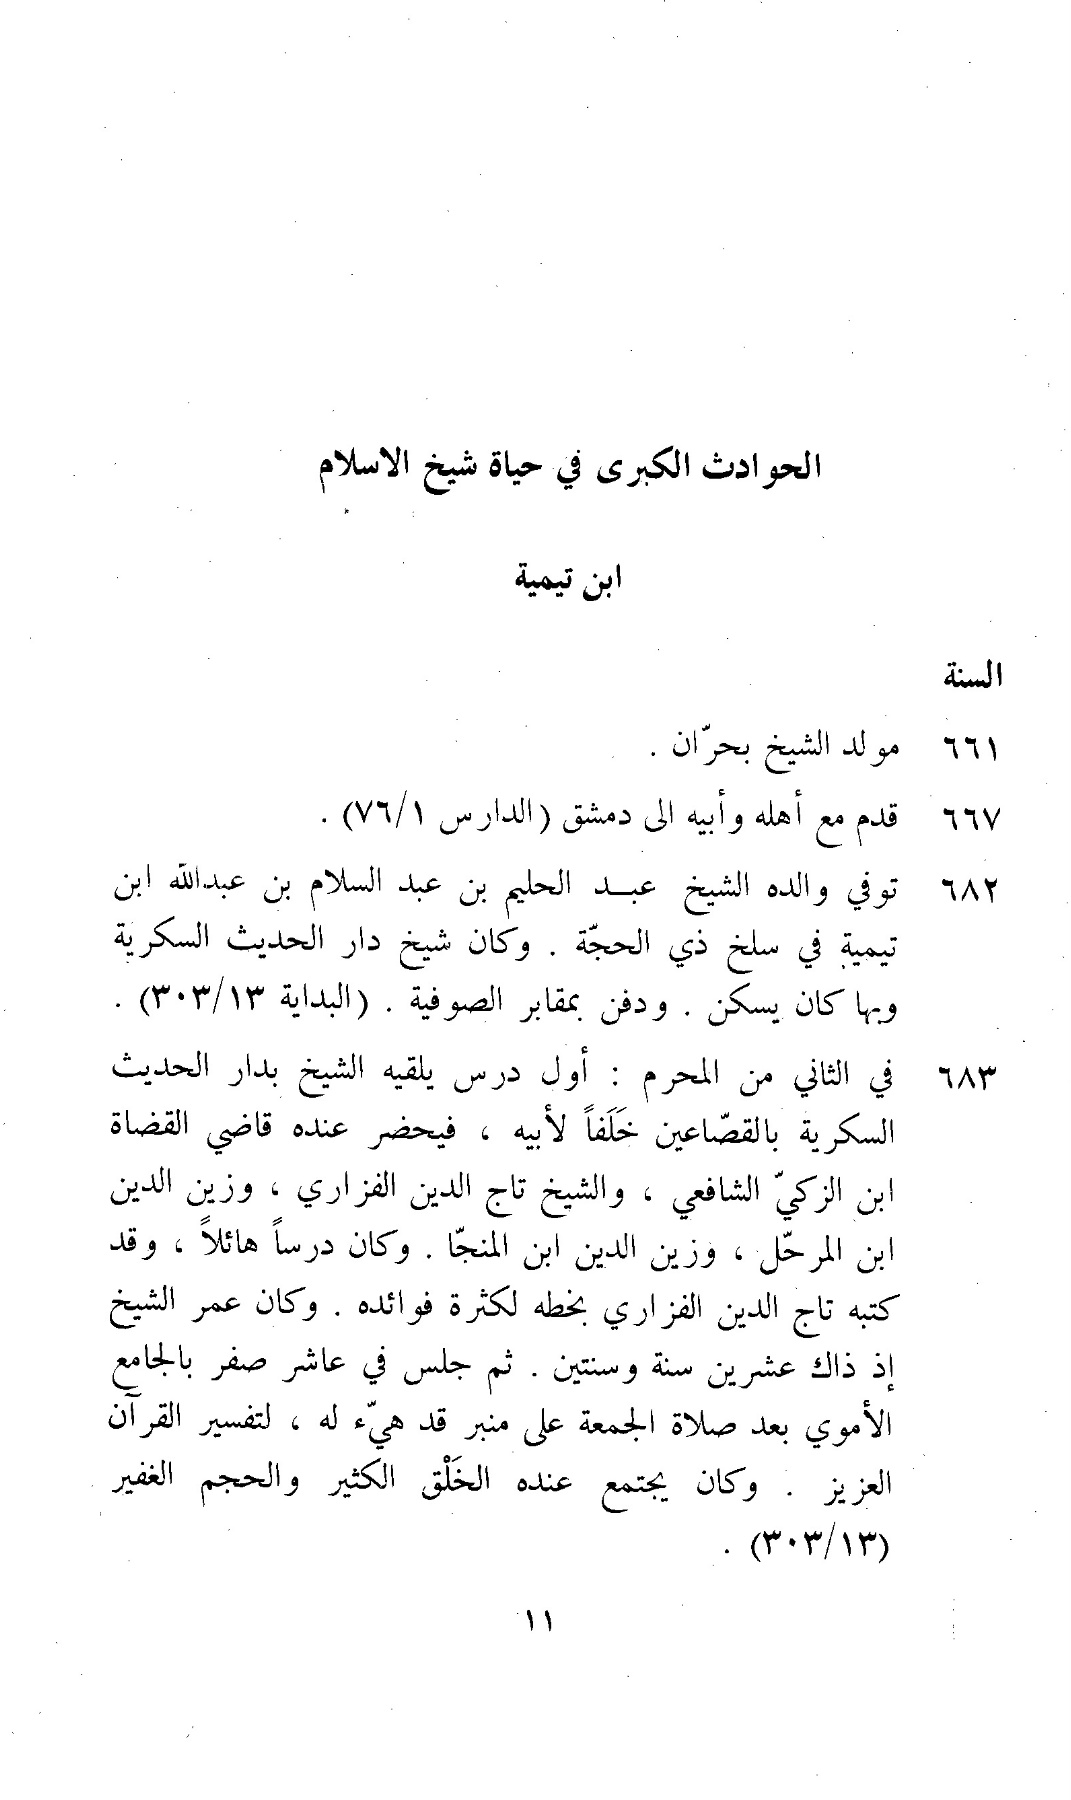 الحوادث الكبرى في حياة شيخ الاسلام
ابن تيمية
السنة
٦٦١ مولد الشيخ بحرّان .
٦٦٧ قدم مع أهله وأبيه الى دمشق (الدارس ٧٦/١) .
٦٨٢ توفي والده الشيخ عبد الحليم بن عبد السلام بن عبدالله ابن
تيمية في سلخ ذي الحجّة . وكان شيخ دار الحديث السكرية
وبها كان يسكن . ودفن بمقابر الصوفية . (البداية ٣٠٣/١٣) .
٦٨٣ في الثاني من المحرم : أول درس يلقيه الشيخ بدار الحديث
السكرية بالقصّاعين خَلَفاً لأبيه ، فيحضر عنده قاضي القضاة
ابن الزكيّ الشافعي ، والشيخ تاج الدين الفزاري ، وزين الدين
ابن المرحّل ، وزين الدين ابن المنجّا . وكان درساً هائلاً ، وقد
كتبه تاج الدين الفزاري بخطه لكثرة فوائده . وكان عمر الشيخ
إذ ذاك عشرين سنة وسنتين . ثم جلس في عاشر صفر بالجامع
الأموي بعد صلاة الجمعة على منبر قد هيّء له ، لتفسير القرآن
العزيز . وكان يجتمع عنده الخَلْق الكثير والحجم الغفير
(٣٠٣/١٣) .
١١